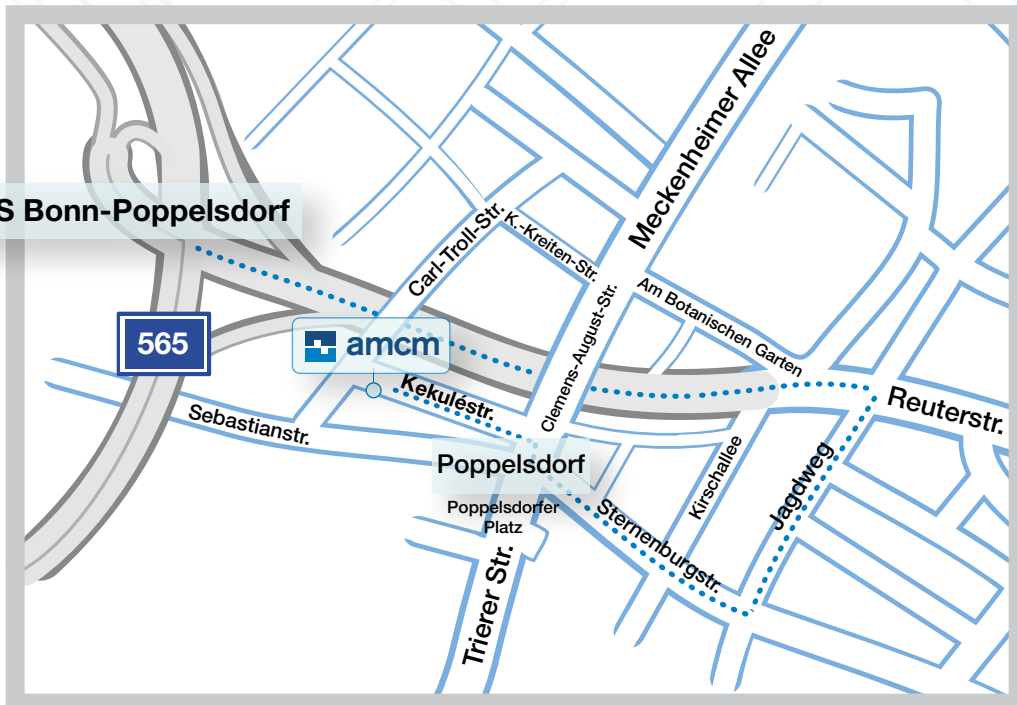 Meckenheimer Allee
S Bonn-Poppelsdorf
Carl-Troll-Str.
K.-Kreiten-Str.
Am Botanischen Garten
Clemens-August-Str.
565
amcm
Kekuléstr.
Sebastianstr.
Reuterstr.
Poppelsdorf
Kirschallee
Jagdweg
Poppelsdorfer
Platz
Sternenburgstr.
Trierer Str.